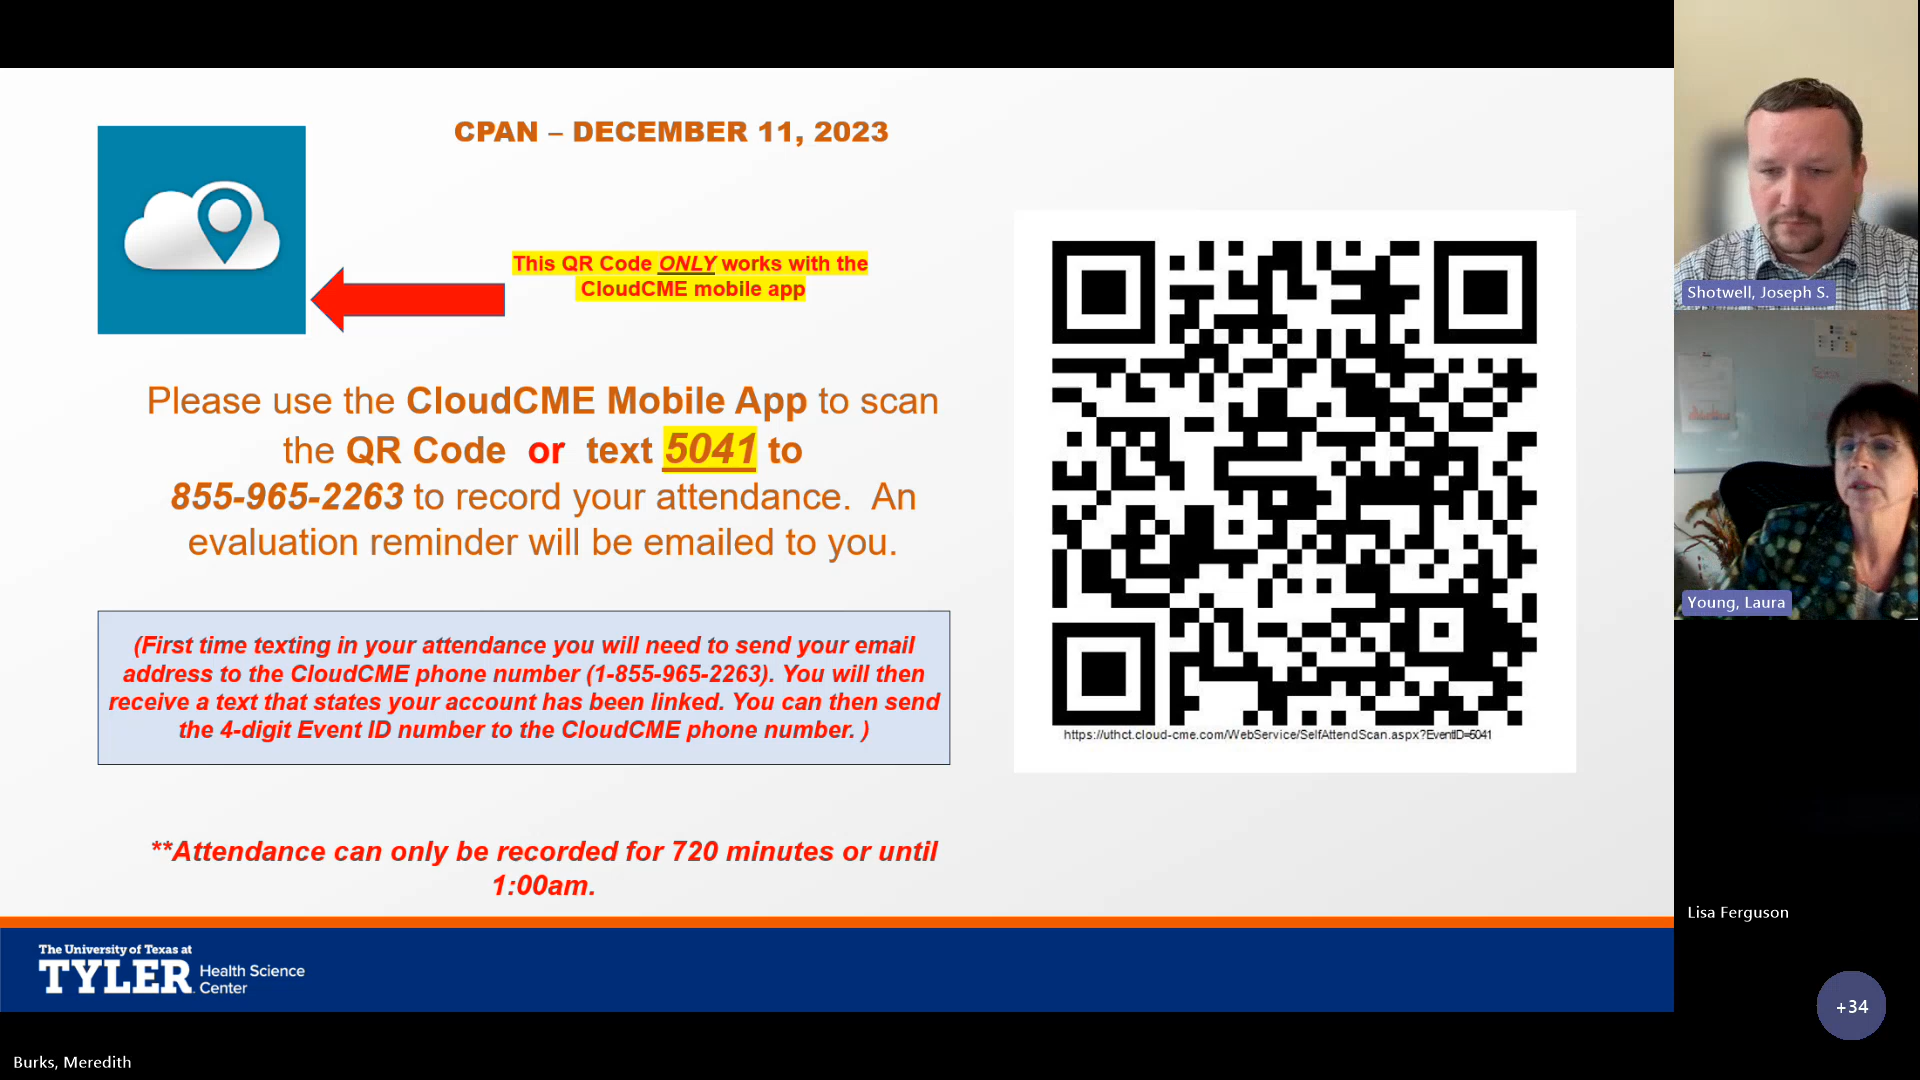 CPAN – DECEMBER 11, 2023
This QR Code ONLY works with the
CloudCME mobile app
Please use the CloudCME Mobile App to scan
the QR Code or text 5041 to
855-965-2263 to record your attendance. An
evaluation reminder will be emailed to you.
(First time texting in your attendance you will need to send your email
address to the CloudCME phone number (1-855-965-2263). You will then
receive a text that states your account has been linked. You can then send
the 4-digit Event ID number to the CloudCME phone number. )
**Attendance can only be recorded for 720 minutes or until
1:00am.
https://uthct.cloud-cme.com/WebService/SelfAttendScan.aspx?EventID=5041
The University of Texas at
TYLER
Health Science
Center
Shotwell, Joseph S.
Young, Laura
Lisa Ferguson
+34
Burks, Meredith